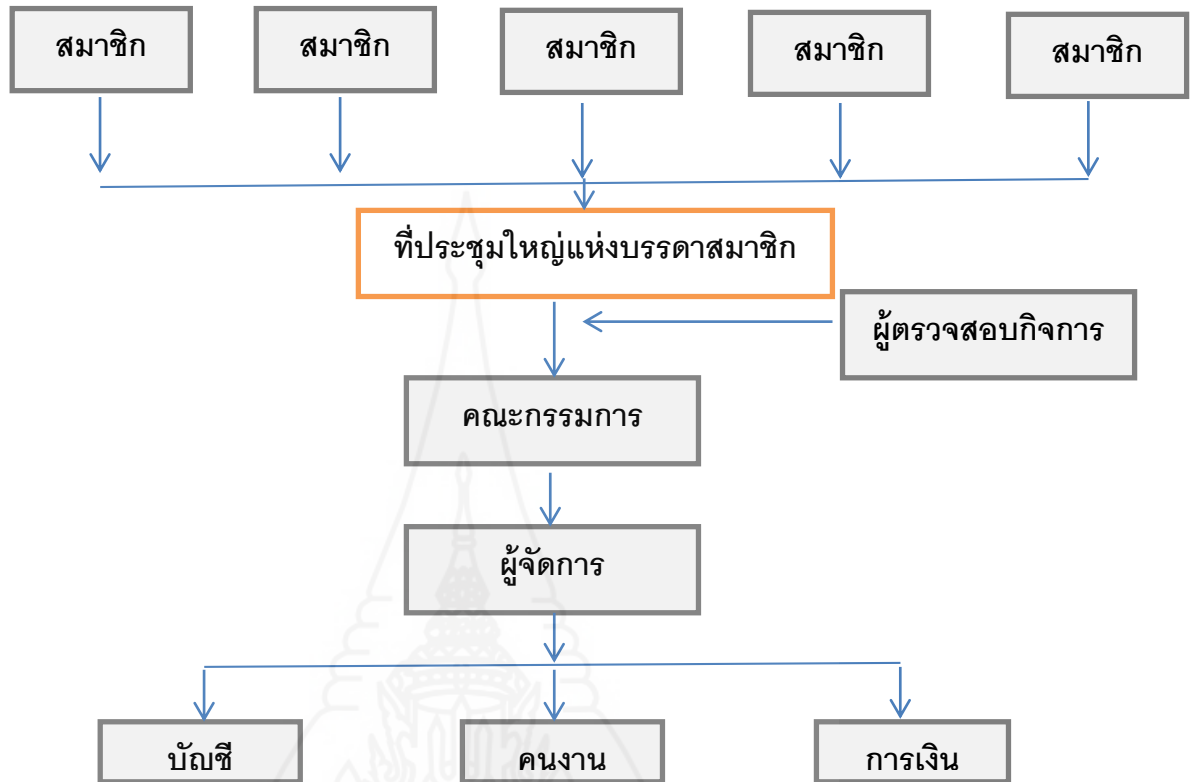 สมาชิก
สมาชิก
สมาชิก
สมาชิก
สมาชิก
ที่ประชุมใหญ่แห่งบรรดาสมาชิก
ผู้ตรวจสอบกิจการ
คณะกรรมการ
ผู้จัดการ
บัญชี
คนงาน
การเงิน